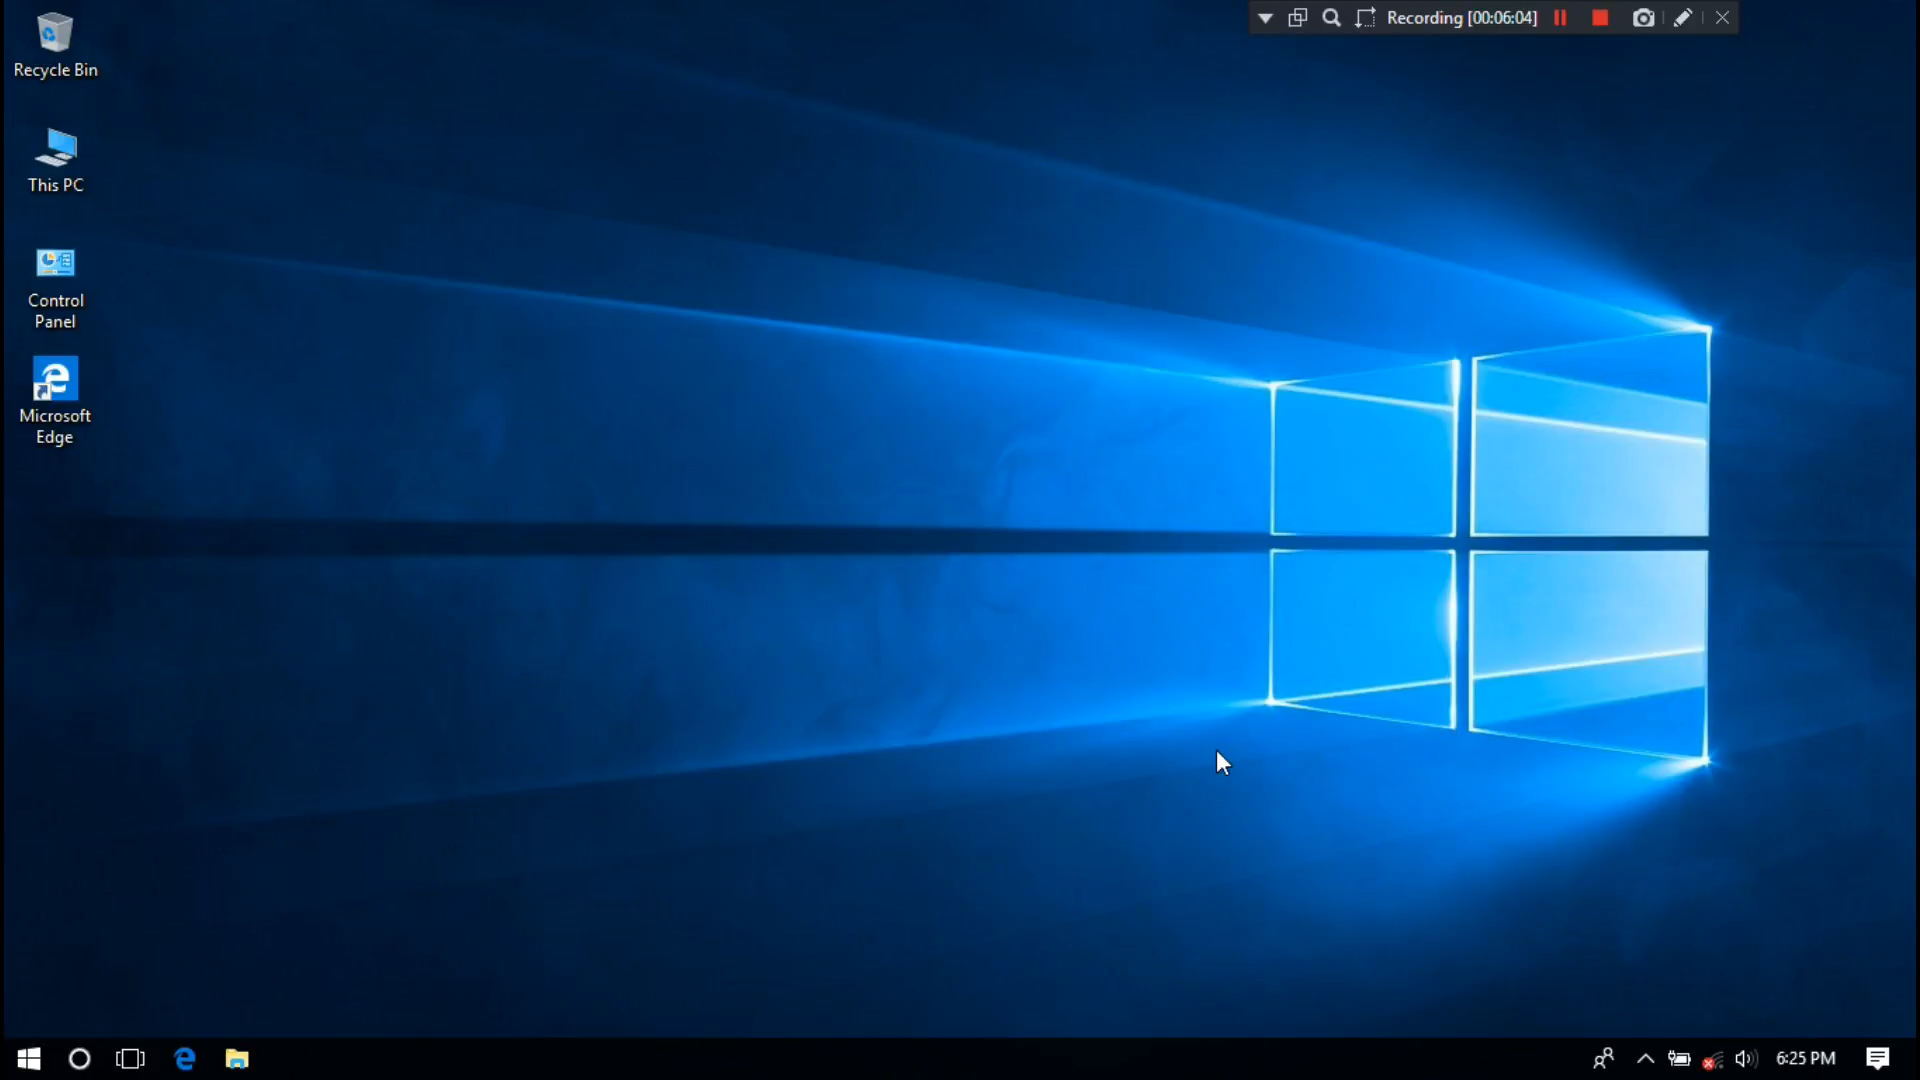 Recording [00:06:04]
Recycle Bin
This PC
Control
Panel
Microsoft
Edge
6:25 PM